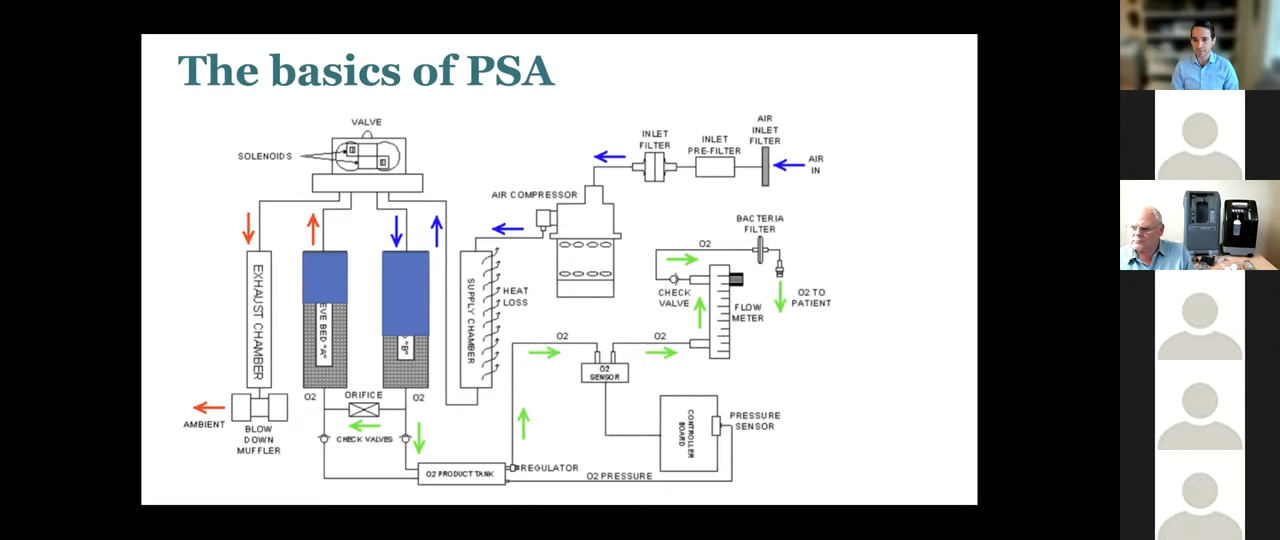 The basics of PSA
VALVE
SOLENOIDS
AIR
INLET
FILTER
INLET
FILTER
INLET
PRE-FILTER
AIR
IN
AIR COMPRESSOR
BACTERIA
FILTER
O2
CHECK
VALVE
FLOW
METER
O2 TO
PATIENT
EXHAUST CHAMBER
EVE BED "A"
"B"
SUPPLY CHAMBER
HEAT
LOSS
O2
O2
O2
SENSOR
O2
ORIFICE
O2
AMBIENT
BLOW
DOWN
MUFFLER
CHECK VALVES
CONTROLLER
BOARD
PRESSURE
SENSOR
O2 PRODUCT TANK
REGULATOR
O2 PRESSURE